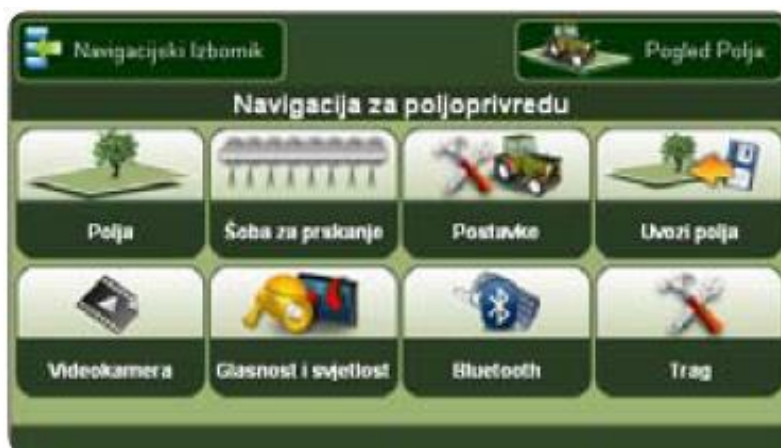 Navigacijski Izbornik
Pogled Polja
Navigacija za poljoprivredu
Polja
Šoba za prskanje
Postavke
Uvozi polja
Videokamera
Glasnost i svjetlost
Bluetooth
Trag